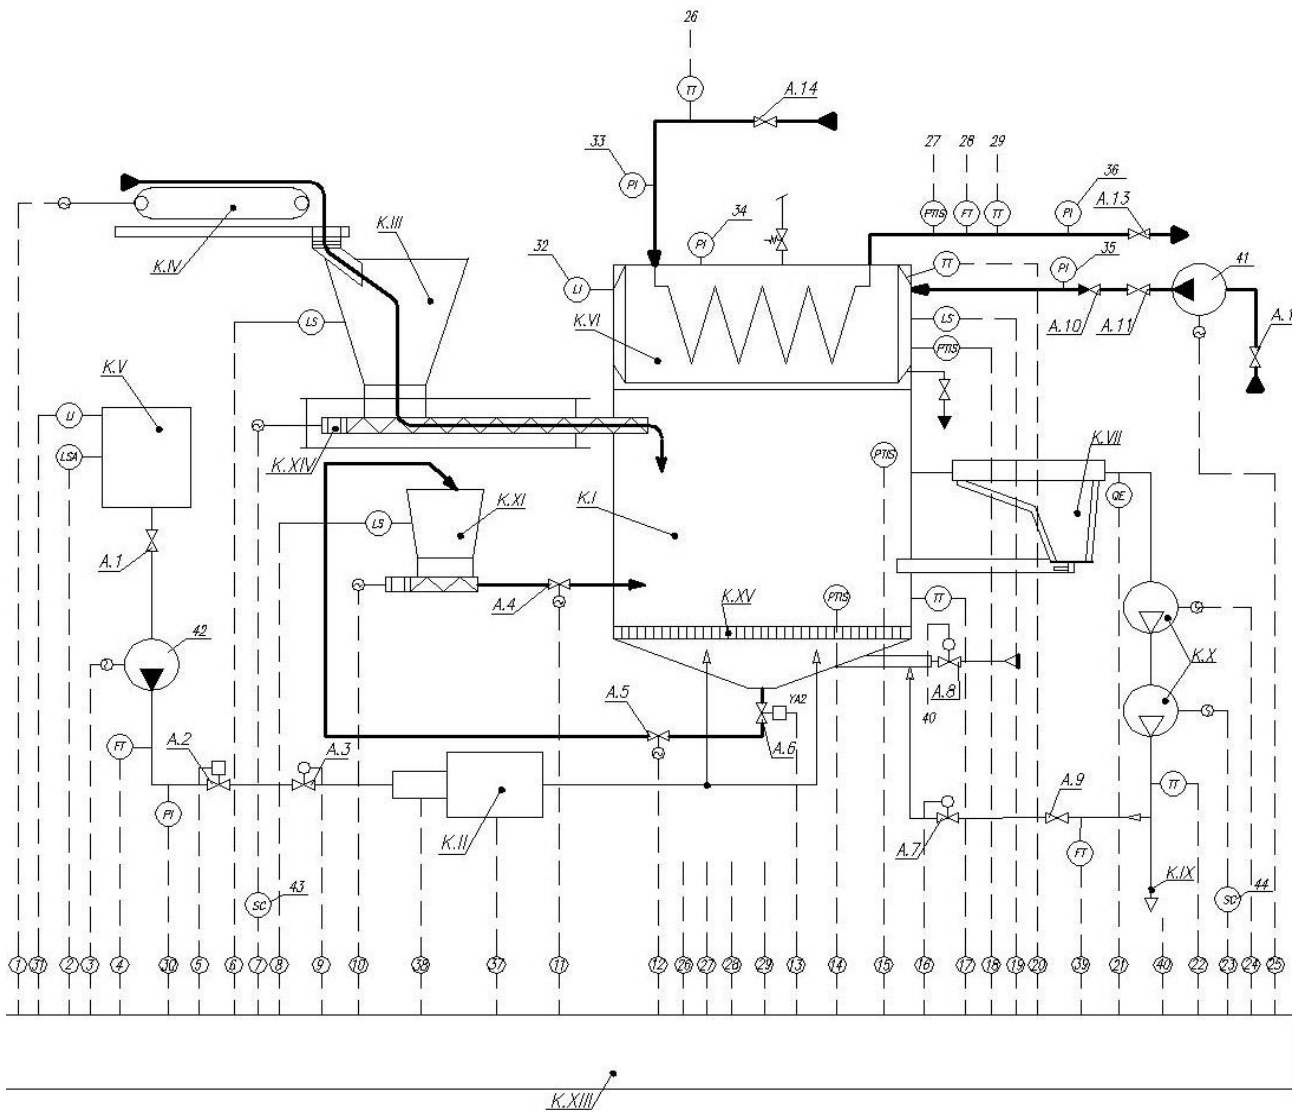 26
TT
A.14
33
PI
27
28
29
36
A.13
PTIS
FT
TT
PI
K.III
34
PI
32
LI
K.IV
TT
PI
35
41
K.VI
LS
A.10
A.11
A.1
LS
PTIS
K.V
LI
LSA
K.XIV
PTIS
K.VII
QE
K.XI
LS
K.I
A.1
A.4
K.XV
PTIS
TT
42
K.X
A.8
YA2
40
A.5
A.6
FT
A.2
A.3
PI
K.II
TT
A.9
A.7
FT
K.IX
SC
43
SC
44
1
31
2
3
4
30
5
6
7
8
9
10
38
37
11
12
26
27
28
29
13
14
15
16
17
18
19
20
39
21
40
22
23
24
25
K.XIII